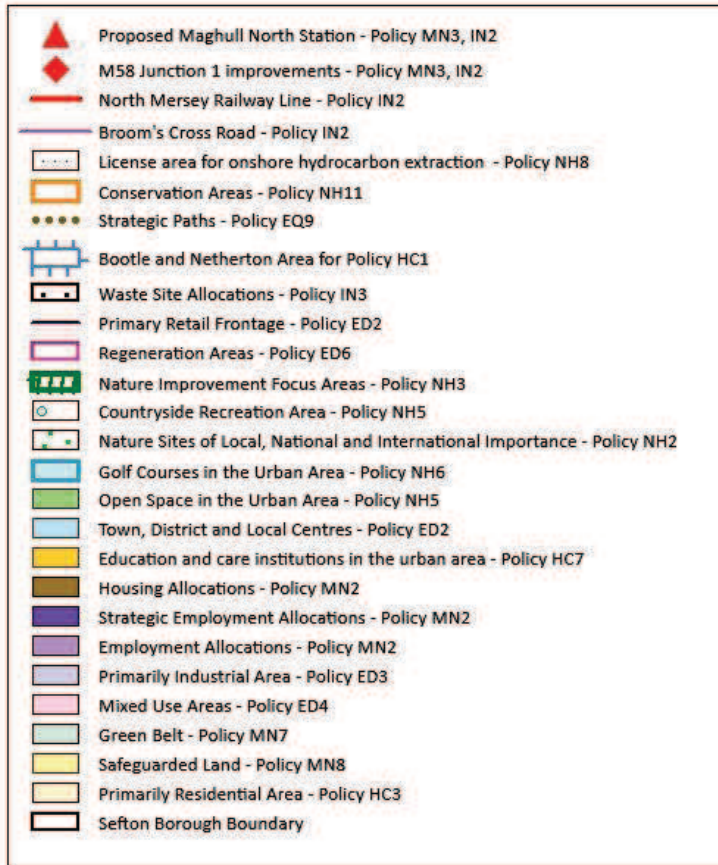 Proposed Maghull North Station - Policy MN3, IN2
M58 Junction 1 improvements - Policy MN3, IN2
North Mersey Railway Line - Policy IN2
Broom's Cross Road - Policy IN2
License area for onshore hydrocarbon extraction - Policy NH8
Conservation Areas - Policy NH11
Strategic Paths - Policy EQ9
Bootle and Netherton Area for Policy HC1
Waste Site Allocations - Policy IN3
Primary Retail Frontage - Policy ED2
Regeneration Areas - Policy ED6
Nature Improvement Focus Areas - Policy NH3
Countryside Recreation Area - Policy NH5
Nature Sites of Local, National and International Importance - Policy NH2
Golf Courses in the Urban Area - Policy NH6
Open Space in the Urban Area - Policy NH5
Town, District and Local Centres - Policy ED2
Education and care institutions in the urban area - Policy HC7
Housing Allocations - Policy MN2
Strategic Employment Allocations - Policy MN2
Employment Allocations - Policy MN2
Primarily Industrial Area - Policy ED3
Mixed Use Areas - Policy ED4
Green Belt - Policy MN7
Safeguarded Land - Policy MN8
Primarily Residential Area - Policy HC3
Sefton Borough Boundary